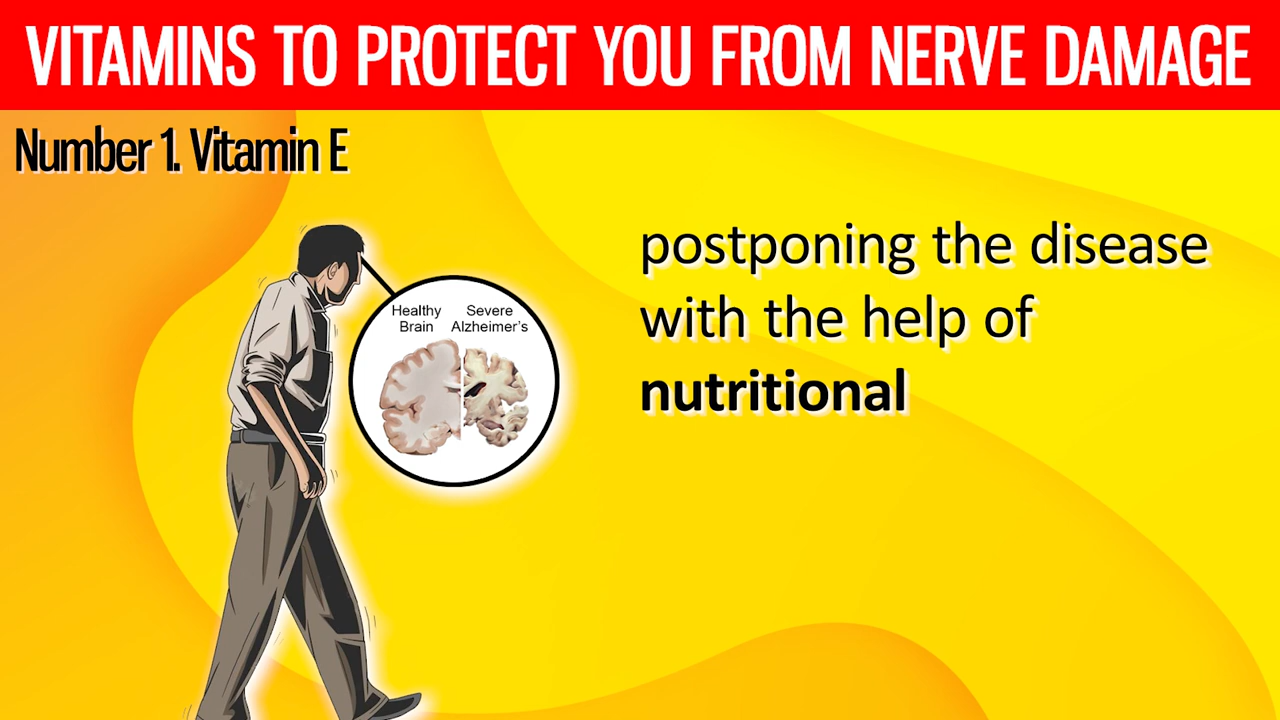 VITAMINS TO PROTECT YOU FROM NERVE DAMAGE
Number 1. Vitamin E
postponing the disease
with the help of
nutritional
Healthy Brain
Severe Alzheimer's